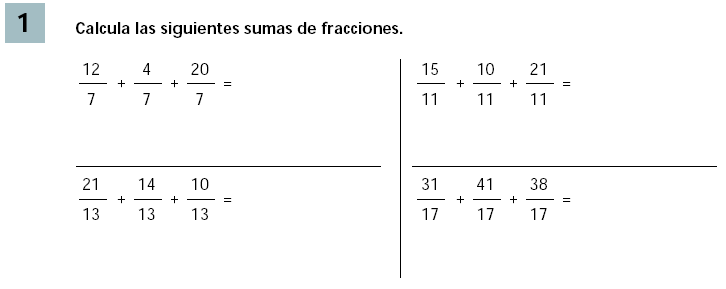 1 Calcula las siguientes sumas de fracciones.
12/7 + 4/7 + 20/7 =
15/11 + 10/11 + 21/11 =
21/13 + 14/13 + 10/13 =
31/17 + 41/17 + 38/17 =